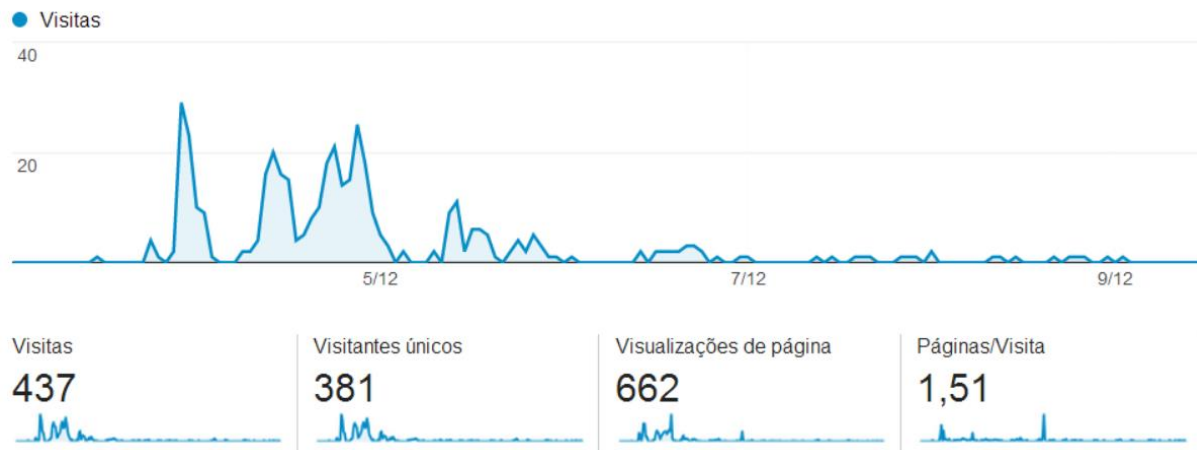 Visitas
40
20
5/12
7/12
9/12
Visitas
437
Visitantes únicos
381
Visualizações de página
662
Páginas/Visita
1,51